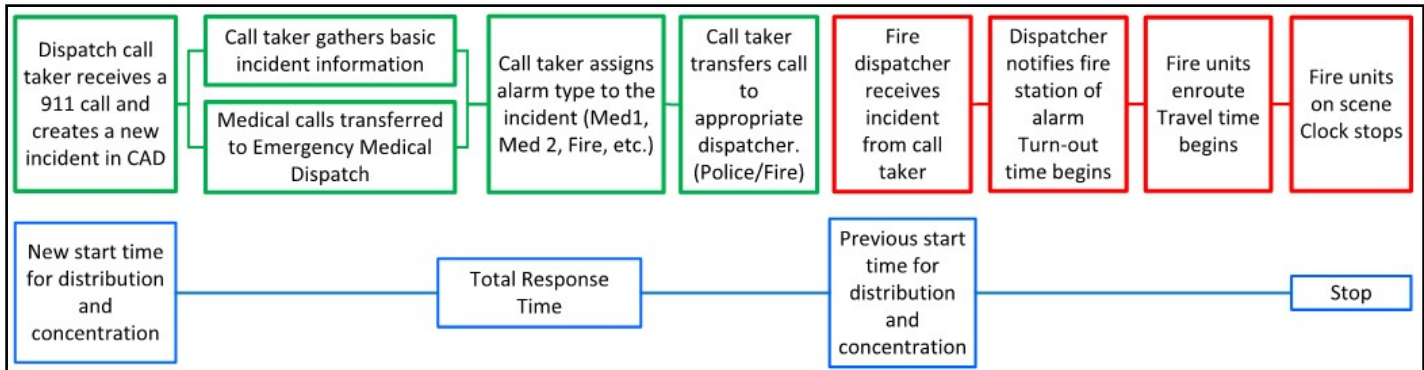 Dispatch call
taker receives a
911 call and
creates a new
incident in CAD
Call taker gathers basic
incident information
Medical calls transferred
to Emergency Medical
Dispatch
Call taker assigns
alarm type to the
incident (Med1,
Med 2, Fire, etc.)
Call taker
transfers call
to
appropriate
dispatcher.
(Police/Fire)
Fire
dispatcher
receives
incident
from call
taker
Dispatcher
notifies fire
station of
alarm
Turn-out
time begins
Fire units
enroute
Travel time
begins
Fire units
on scene
Clock stops
New start time
for distribution
and
concentration
Total Response
Time
Previous start
time for
distribution
and
concentration
Stop